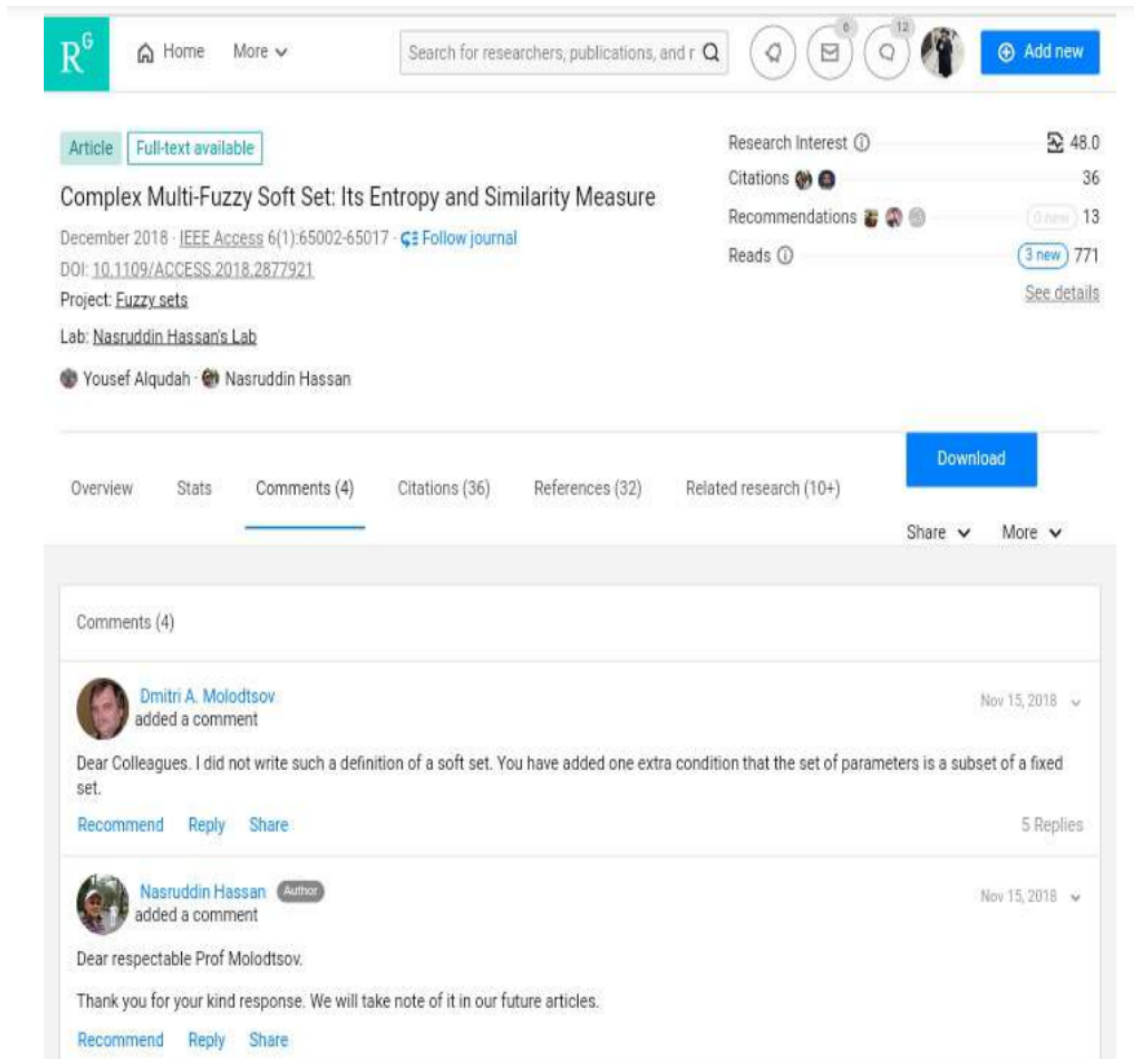 RG Home More Search for researchers, publications, and r 6 12 Add new
Article Full-text available
Complex Multi-Fuzzy Soft Set: Its Entropy and Similarity Measure
December 2018 · IEEE Access 6(1):65002-65017 · Follow journal
DOI: 10.1109/ACCESS.2018.2877921
Project: Fuzzy sets
Lab: Nasruddin Hassan's Lab
Yousef Alqudah · Nasruddin Hassan
Research Interest 48.0
Citations 36
Recommendations 0 new 13
Reads 3 new 771
See details
Overview Stats Comments (4) Citations (36) References (32) Related research (10+)
Download
Share More
Comments (4)
Dmitri A. Molodtsov Nov 15, 2018
added a comment
Dear Colleagues. I did not write such a definition of a soft set. You have added one extra condition that the set of parameters is a subset of a fixed
set.
Recommend Reply Share 5 Replies
Nasruddin Hassan Author Nov 15, 2018
added a comment
Dear respectable Prof Molodtsov.
Thank you for your kind response. We will take note of it in our future articles.
Recommend Reply Share